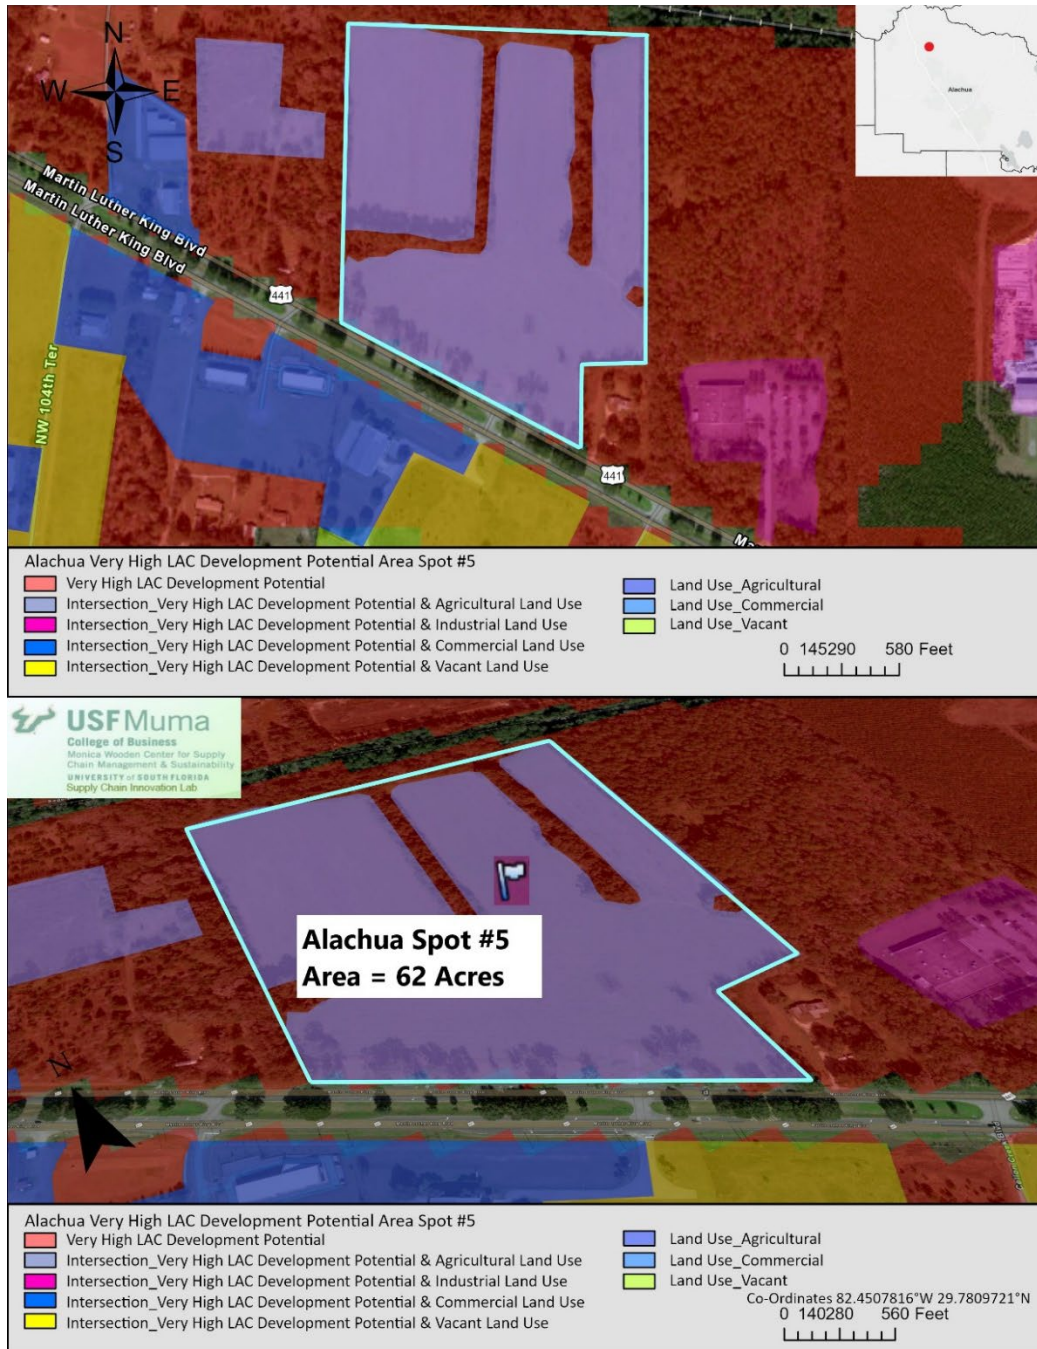 N
W
E
S
Alachua
Martin Luther King Blvd
Martin Luther King Blvd
441
NW 104th Ter
441
Alachua Very High LAC Development Potential Area Spot #5
Very High LAC Development Potential
Intersection_Very High LAC Development Potential & Agricultural Land Use
Intersection_Very High LAC Development Potential & Industrial Land Use
Intersection_Very High LAC Development Potential & Commercial Land Use
Intersection_Very High LAC Development Potential & Vacant Land Use
Land Use_Agricultural
Land Use_Commercial
Land Use_Vacant
0 145290 580 Feet
USF Muma
College of Business
Monica Wooden Center for Supply
Chain Management & Sustainability
UNIVERSITY of SOUTH FLORIDA
Supply Chain Innovation Lab
Alachua Spot #5
Area = 62 Acres
N
Alachua Very High LAC Development Potential Area Spot #5
Very High LAC Development Potential
Intersection_Very High LAC Development Potential & Agricultural Land Use
Intersection_Very High LAC Development Potential & Industrial Land Use
Intersection_Very High LAC Development Potential & Commercial Land Use
Intersection_Very High LAC Development Potential & Vacant Land Use
Land Use_Agricultural
Land Use_Commercial
Land Use_Vacant
Co-Ordinates 82.4507816°W 29.7809721°N
0 140280 560 Feet